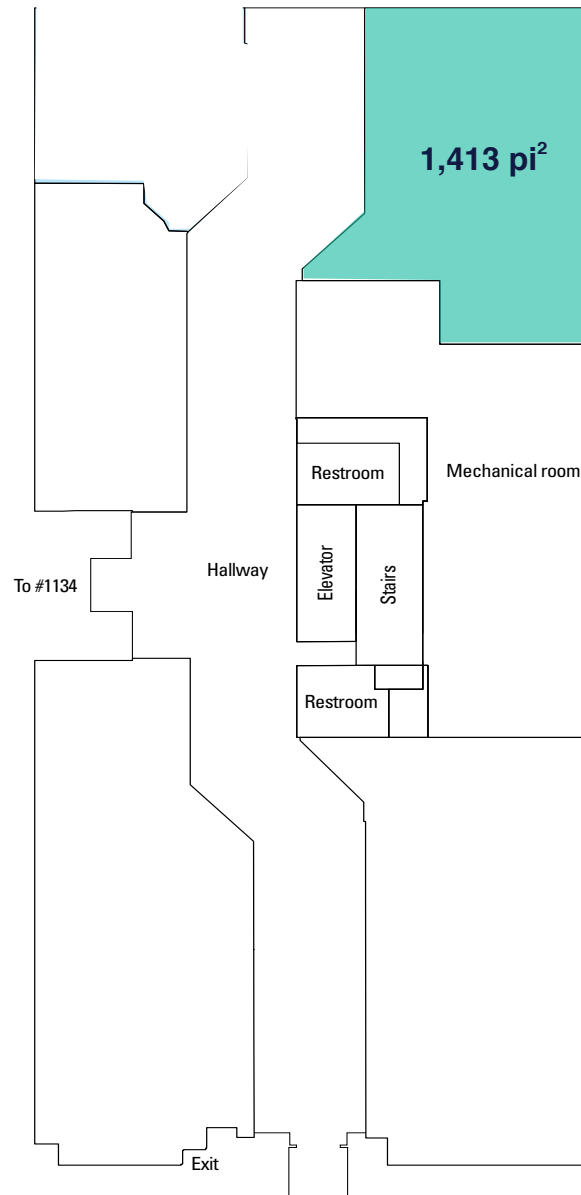 1,413 pi²
Restroom
Mechanical room
Elevator
Stairs
Hallway
To #1134
Restroom
Exit